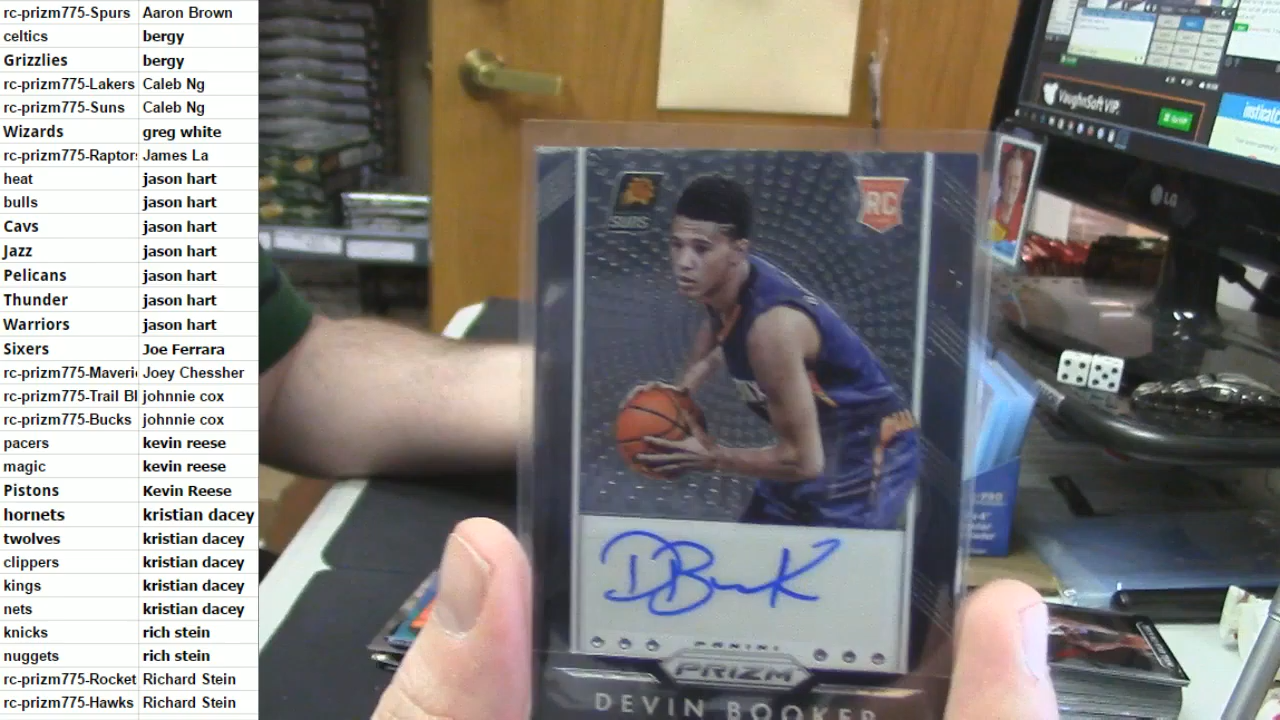 rc-prizm775-Spurs Aaron Brown
celtics bergy
Grizzlies bergy
rc-prizm775-Lakers Caleb Ng
rc-prizm775-Suns Caleb Ng
Wizards greg white
rc-prizm775-Raptors James La
heat jason hart
bulls jason hart
Cavs jason hart
Jazz jason hart
Pelicans jason hart
Thunder jason hart
Warriors jason hart
Sixers Joe Ferrara
rc-prizm775-Maveri Joey Chessher
rc-prizm775-Trail Bl johnnie cox
rc-prizm775-Bucks johnnie cox
pacers kevin reese
magic kevin reese
Pistons Kevin Reese
hornets kristian dacey
twolves kristian dacey
clippers kristian dacey
kings kristian dacey
nets kristian dacey
knicks rich stein
nuggets rich stein
rc-prizm775-Rocket Richard Stein
rc-prizm775-Hawks Richard Stein
SUNS
RC
PANINI
PRIZM
DEVIN BOOKER
VaughnSoft VIP
LG